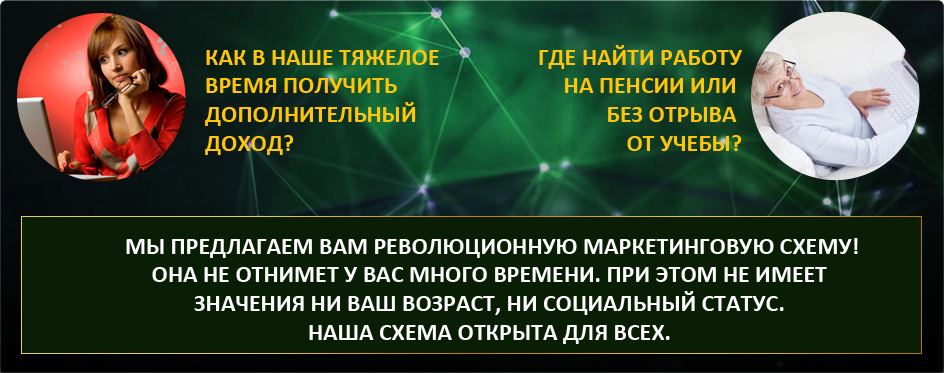 КАК В НАШЕ ТЯЖЕЛОЕ
ВРЕМЯ ПОЛУЧИТЬ
ДОПОЛНИТЕЛЬНЫЙ
ДОХОД?
ГДЕ НАЙТИ РАБОТУ
НА ПЕНСИИ ИЛИ
БЕЗ ОТРЫВА
ОТ УЧЕБЫ?
МЫ ПРЕДЛАГАЕМ ВАМ РЕВОЛЮЦИОННУЮ МАРКЕТИНГОВУЮ СХЕМУ!
ОНА НЕ ОТНИМЕТ У ВАС МНОГО ВРЕМЕНИ. ПРИ ЭТОМ НЕ ИМЕЕТ
ЗНАЧЕНИЯ НИ ВАШ ВОЗРАСТ, НИ СОЦИАЛЬНЫЙ СТАТУС.
НАША СХЕМА ОТКРЫТА ДЛЯ ВСЕХ.